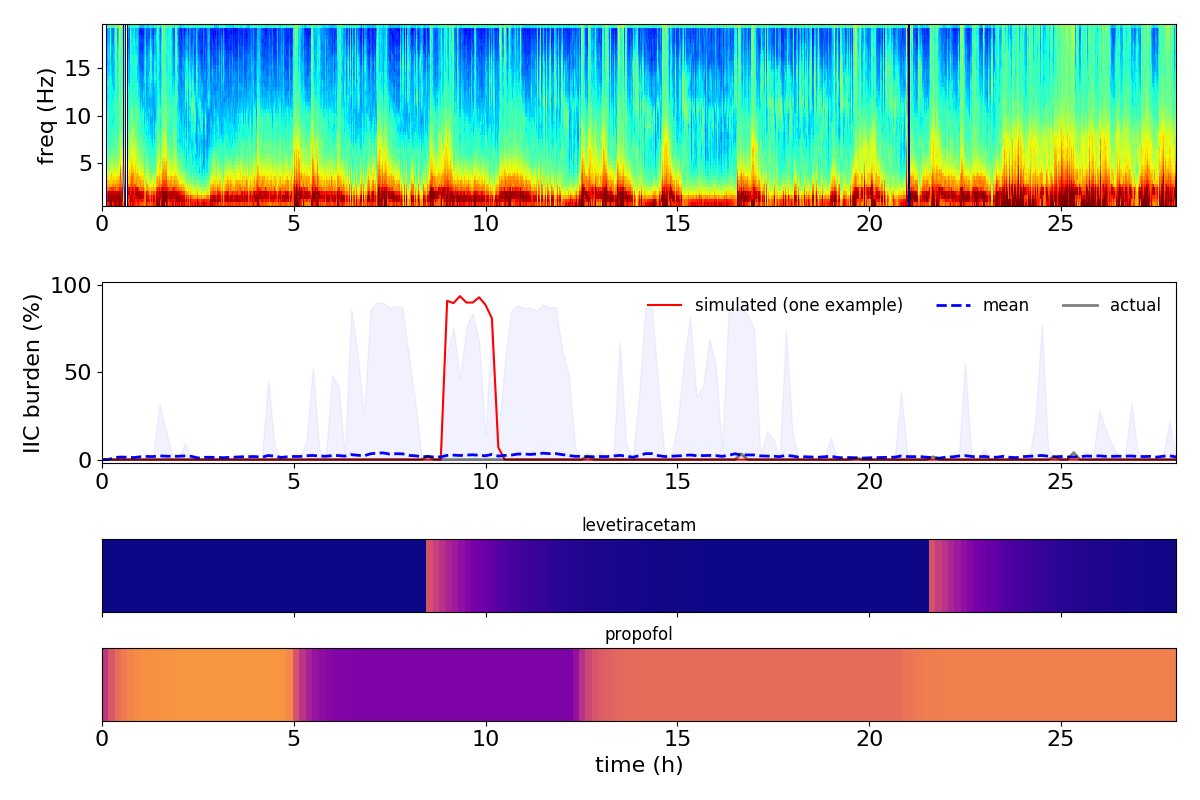 freq (Hz)
15
10
5
0 5 10 15 20 25
IIC burden (%)
100
50
0
simulated (one example) mean actual
0 5 10 15 20 25
levetiracetam
propofol
0 5 10 15 20 25
time (h)